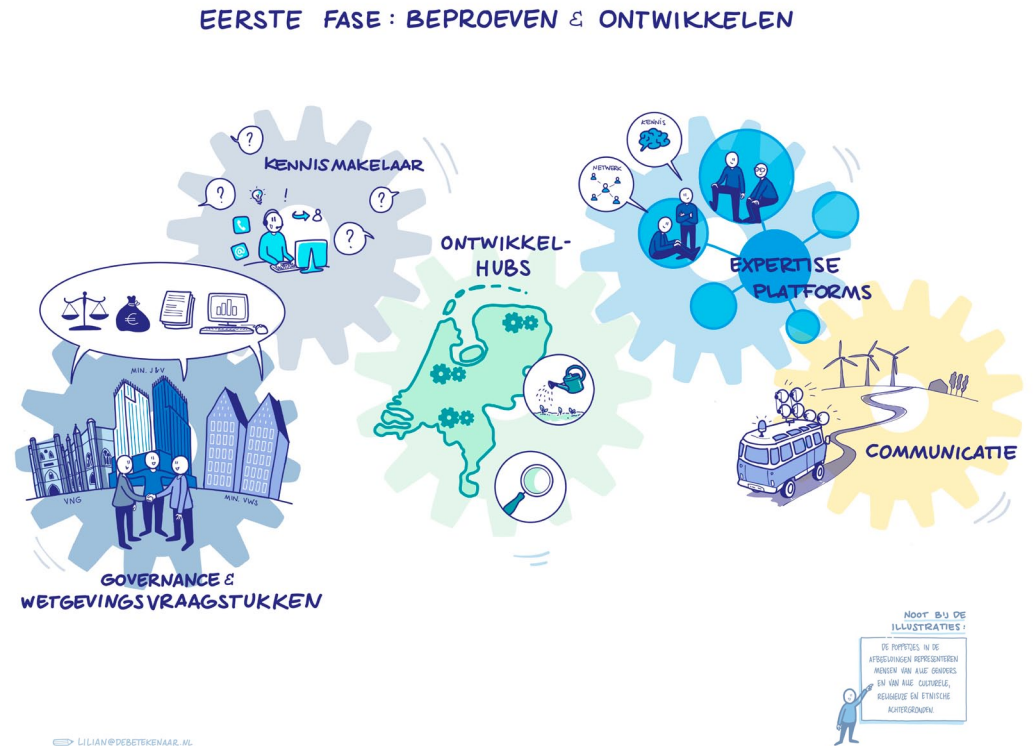 EERSTE FASE: BEPROEVEN & ONTWIKKELEN
?
KENNISMAKELAAR
?
!
?
?
@
KENNIS
NETWERK
ONTWIKKEL-
HUBS
EXPERTISE
PLATFORMS
€
MIN. J&V
VNG
MIN. VWS
COMMUNICATIE
GOVERNANCE &
WETGEVINGSVRAAGSTUKKEN
NOOT BIJ DE
ILLUSTRATIES:
DE POPPETJES IN DE
AFBEELDINGEN REPRESENTEREN
MENSEN VAN ALLE GENDERS
EN VAN ALLE CULTURELE,
RELIGIEUZE EN ETNISCHE
ACHTERGRONDEN.
LILIAN@DEBETEKENAAR.NL